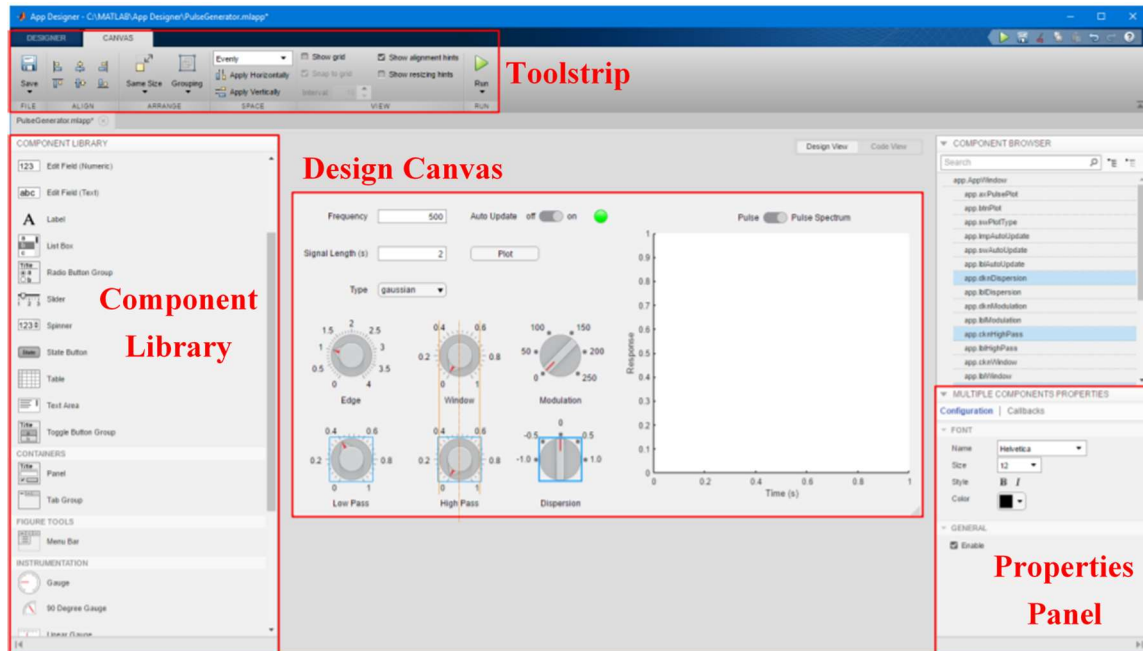 App Designer - C:\MATLAB\App Designer\PulseGenerator.mlapp*
DESIGNER CANVAS
Save
Same Size Grouping
Evenly
Apply Horizontally
Apply Vertically
Show grid
Snap to grid
Interval
Show alignment hints
Show resizing hints
Run
FILE ALIGN ARRANGE SPACE VIEW RUN
Toolstrip
PulseGenerator.mlapp*
COMPONENT LIBRARY
123 Edit Field (Numeric)
abc Edit Field (Text)
A Label
List Box
Radio Button Group
Slider
123 Spinner
State Button
Table
Text Area
Toggle Button Group
CONTAINERS
Panel
Tab Group
FIGURE TOOLS
Menu Bar
INSTRUMENTATION
Gauge
90 Degree Gauge
Linear Gauge
Component
Library
Design View Code View
Design Canvas
Frequency 500 Auto Update off on
Signal Length (s) 2 Plot
Type gaussian
0 0.5 1 1.5 2 2.5 3 3.5 4
Edge
0 0.2 0.4 0.6 0.8 1
Window
0 50 100 150 200 250
Modulation
0 0.2 0.4 0.6 0.8 1
Low Pass
0 0.2 0.4 0.6 0.8 1
High Pass
-1.0 -0.5 0 0.5 1.0
Dispersion
Pulse Pulse Spectrum
1
0.9
0.8
0.7
0.6
0.5
0.4
0.3
0.2
0.1
0
Response
0 0.2 0.4 0.6 0.8 1
Time (s)
COMPONENT BROWSER
Search
app.AppWindow
app.axPulsePlot
app.btnPlot
app.swPlotType
app.lmpAutoUpdate
app.swAutoUpdate
app.lblAutoUpdate
app.dknDispersion
app.lblDispersion
app.dknModulation
app.lblModulation
app.cknHighPass
app.lblHighPass
app.cknWindow
app.lblWindow
MULTIPLE COMPONENTS PROPERTIES
Configuration | Callbacks
FONT
Name Helvetica
Size 12
Style B I
Color
GENERAL
Enable
Properties
Panel